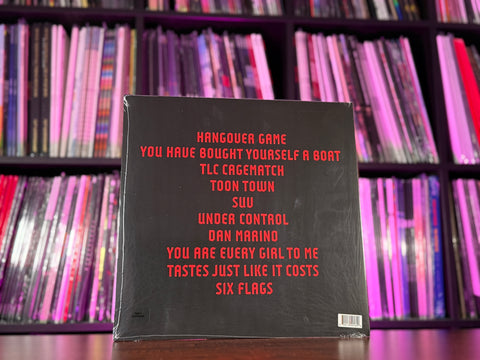 HANGOVER GAME
YOU HAVE BOUGHT YOURSELF A BOAT
TLC CAGEMATCH
TOON TOWN
SUU
UNDER CONTROL
DAN MARINO
YOU ARE EVERY GIRL TO ME
TASTES JUST LIKE IT COSTS
SIX FLAGS